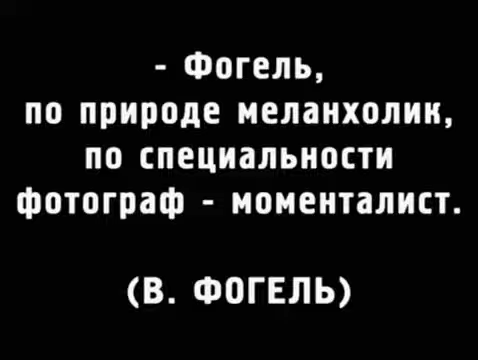 - Фогель,
по природе меланхолик,
по специальности
фотограф - моменталист.
(В. ФОГЕЛЬ)